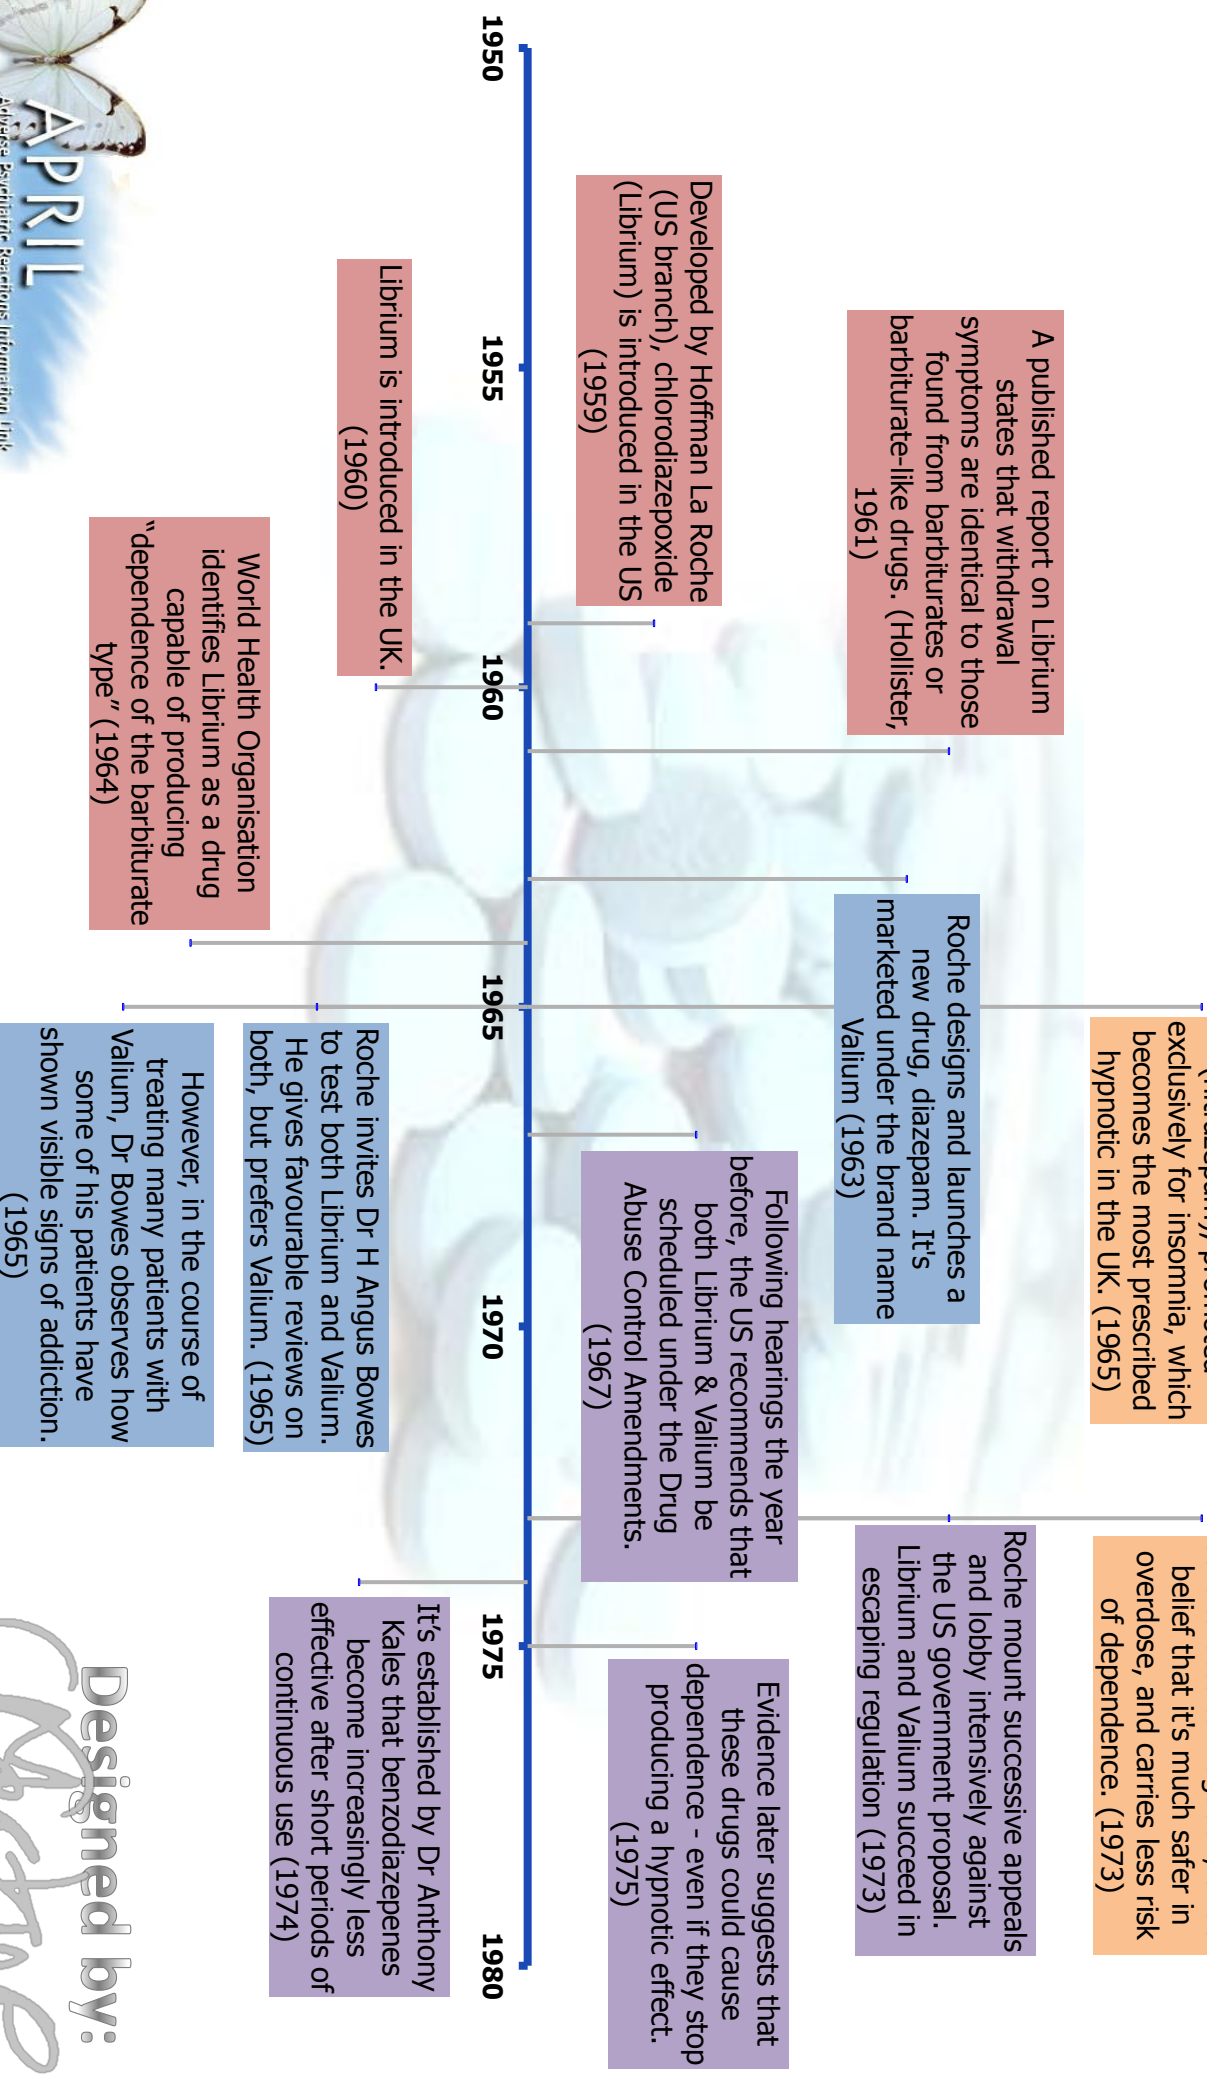 exclusively for insomnia, which
becomes the most prescribed
hypnotic in the UK. (1965)
belief that it's much safer in
overdose, and carries less risk
of dependence. (1973)
A published report on Librium
states that withdrawal
symptoms are identical to those
found from barbiturates or
barbiturate-like drugs. (Hollister,
1961)
Roche designs and launches a
new drug, diazepam. It's
marketed under the brand name
Valium (1963)
Roche mount successive appeals
and lobby intensively against
the US government proposal.
Librium and Valium succeed in
escaping regulation (1973)
Developed by Hoffman La Roche
(US branch), chlorodiazepoxide
(Librium) is introduced in the US
(1959)
Following hearings the year
before, the US recommends that
both Librium & Valium be
scheduled under the Drug
Abuse Control Amendments.
(1967)
Evidence later suggests that
these drugs could cause
dependence - even if they stop
producing a hypnotic effect.
(1975)
1950
1955
1960
1965
1970
1975
1980
Librium is introduced in the UK.
(1960)
Roche invites Dr H Angus Bowes
to test both Librium and Valium.
He gives favourable reviews on
both, but prefers Valium. (1965)
It's established by Dr Anthony
Kales that benzodiazepenes
become increasingly less
effective after short periods of
continuous use (1974)
World Health Organisation
identifies Librium as a drug
capable of producing
"dependence of the barbiturate
type" (1964)
However, in the course of
treating many patients with
Valium, Dr Bowes observes how
some of his patients have
shown visible signs of addiction.
(1965)
APRIL
Adverse Psychiatric Reactions Information Link
Designed by: